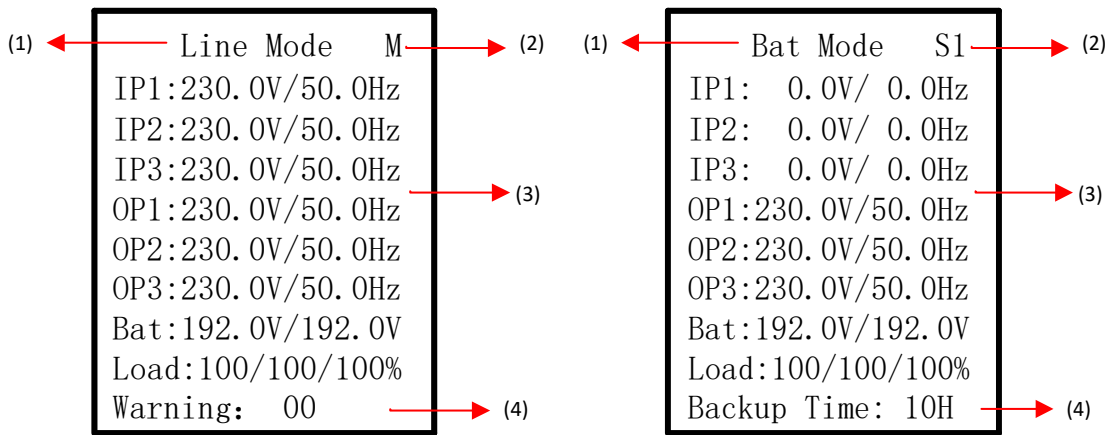 (1) Line Mode M (2)
IP1:230.0V/50.0Hz
IP2:230.0V/50.0Hz
IP3:230.0V/50.0Hz
(3)
OP1:230.0V/50.0Hz
OP2:230.0V/50.0Hz
OP3:230.0V/50.0Hz
Bat:192.0V/192.0V
Load:100/100/100%
Warning: 00 (4)
(1) Bat Mode S1 (2)
IP1: 0.0V/ 0.0Hz
IP2: 0.0V/ 0.0Hz
IP3: 0.0V/ 0.0Hz
(3)
OP1:230.0V/50.0Hz
OP2:230.0V/50.0Hz
OP3:230.0V/50.0Hz
Bat:192.0V/192.0V
Load:100/100/100%
Backup Time: 10H (4)